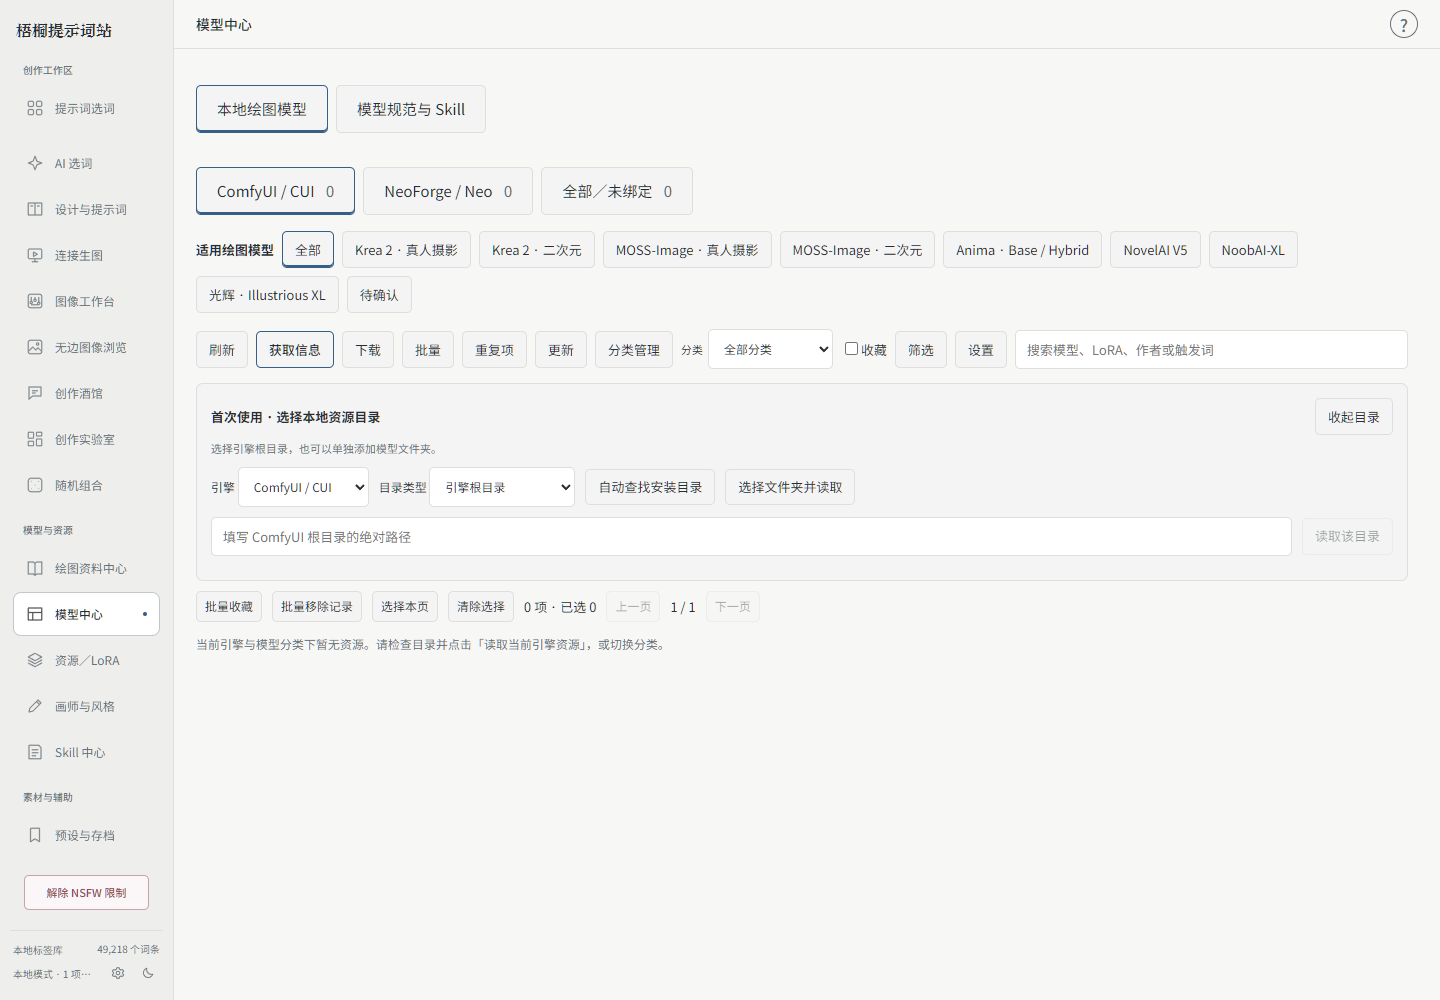 梧桐提示词站
创作工作区
提示词选词
AI 选词
设计与提示词
连接生图
图像工作台
无边图像浏览
创作酒馆
创作实验室
随机组合
模型与资源
绘图资料中心
模型中心
资源／LoRA
画师与风格
Skill 中心
素材与辅助
预设与存档
解除 NSFW 限制
本地标签库 49,218 个词条
本地模式 · 1 项…
模型中心 ?
本地绘图模型 模型规范与 Skill
ComfyUI / CUI 0 NeoForge / Neo 0 全部／未绑定 0
适用绘图模型 全部 Krea 2 · 真人摄影 Krea 2 · 二次元 MOSS-Image · 真人摄影 MOSS-Image · 二次元 Anima · Base / Hybrid NovelAI V5 NoobAI-XL
光辉 · Illustrious XL 待确认
刷新 获取信息 下载 批量 重复项 更新 分类管理 分类 全部分类 收藏 筛选 设置 搜索模型、LoRA、作者或触发词
首次使用 · 选择本地资源目录 收起目录
选择引擎根目录，也可以单独添加模型文件夹。
引擎 ComfyUI / CUI 目录类型 引擎根目录 自动查找安装目录 选择文件夹并读取
填写 ComfyUI 根目录的绝对路径 读取该目录
批量收藏 批量移除记录 选择本页 清除选择 0 项 · 已选 0 上一页 1 / 1 下一页
当前引擎与模型分类下暂无资源。请检查目录并点击「读取当前引擎资源」，或切换分类。